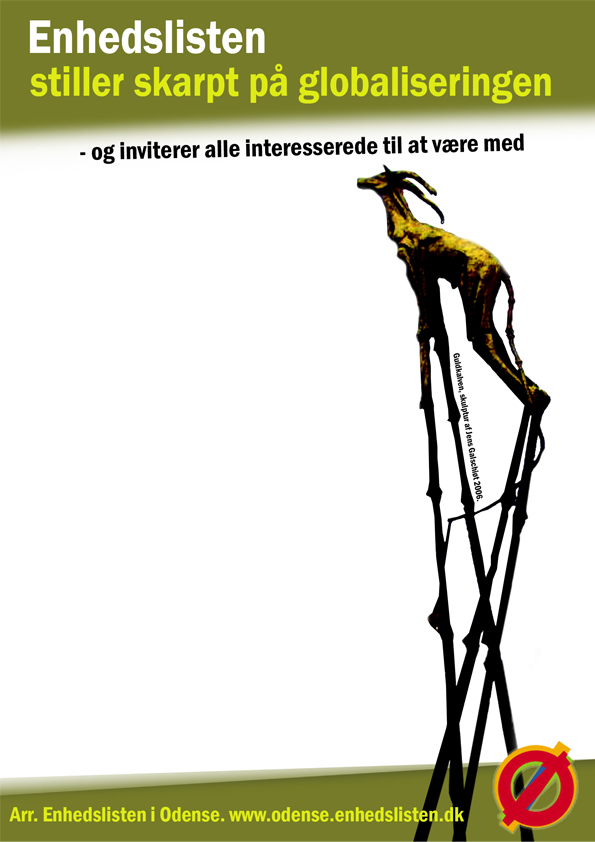 Enhedslisten
stiller skarpt på globaliseringen
- og inviterer alle interesserede til at være med
Guldkalven, skulptur af Jens Galschiøt 2006.
Arr. Enhedslisten i Odense. www.odense.enhedslisten.dk
Ø